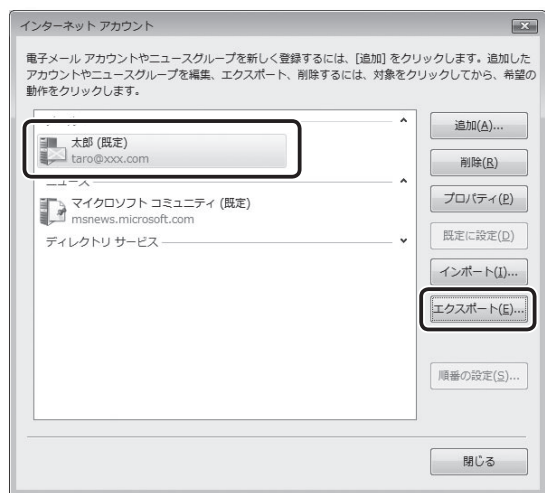 インターネット アカウント
電子メール アカウントやニュースグループを新しく登録するには、[追加] をクリックします。追加した
アカウントやニュースグループを編集、エクスポート、削除するには、対象をクリックしてから、希望の
動作をクリックします。
太郎 (既定)
taro@xxx.com
ニュース
マイクロソフト コミュニティ (既定)
msnews.microsoft.com
ディレクトリ サービス
追加(A)...
削除(R)
プロパティ(P)
既定に設定(D)
インポート(I)...
エクスポート(E)...
順番の設定(S)...
閉じる